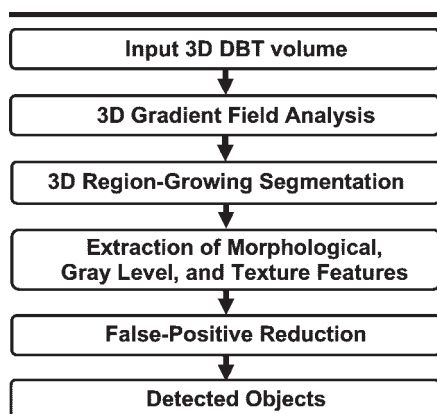 Input 3D DBT volume
3D Gradient Field Analysis
3D Region-Growing Segmentation
Extraction of Morphological,
Gray Level, and Texture Features
False-Positive Reduction
Detected Objects